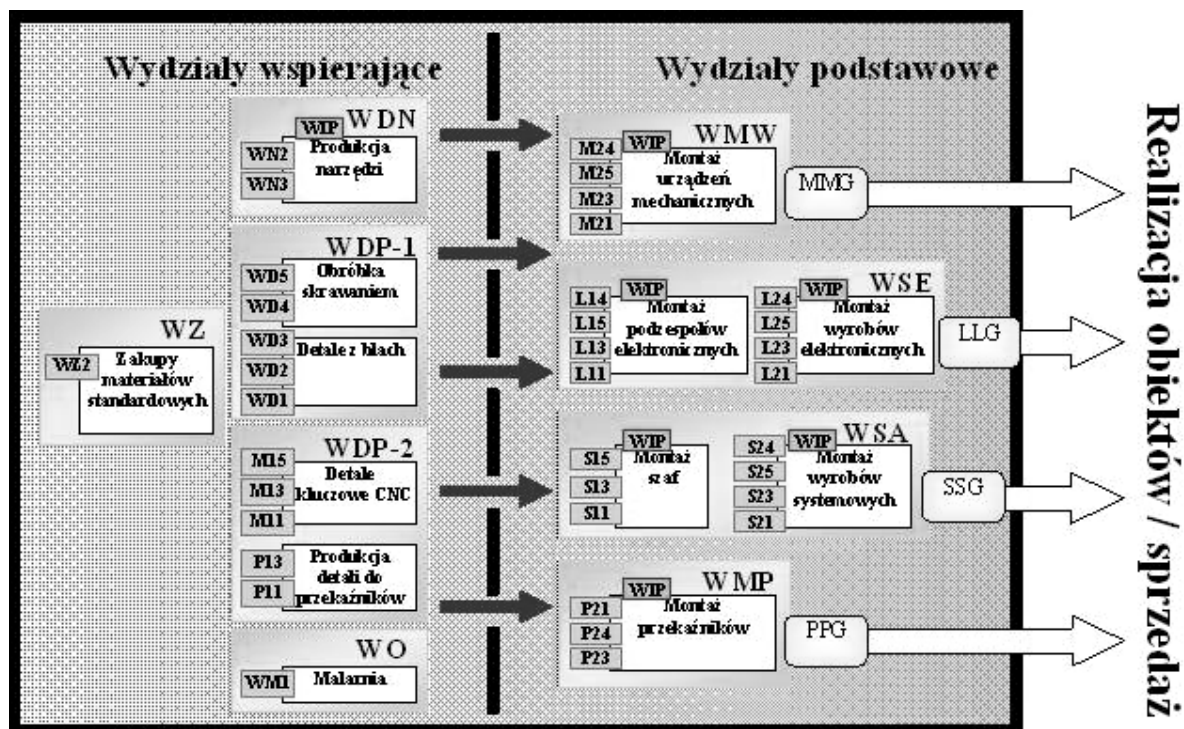 Wydziały wspierające
Wydziały podstawowe
WZ
WZ2
Zakupy
materiałów
standardowych
WDN
WIP
WN2
WN3
Produkcja
narzędzi
WDP-1
WD5
WD4
Obróbka
skrawaniem
WD3
WD2
WD1
Detale z blach
WDP-2
M15
M13
M11
Detale
kluczowe CNC
P13
P11
Produkcja
detali do
przekaźników
WO
WM1
Malarnia
WMW
WIP
M24
M25
M23
M21
Montaż
urządzeń
mechanicznych
MMG
WSE
WIP
L14
L15
L13
L11
Montaż
podzespołów
elektronicznych
WIP
L24
L25
L23
L21
Montaż
wyrobów
elektronicznych
LLG
WSA
WIP
S15
S13
S11
Montaż
szaf
WIP
S24
S25
S23
S21
Montaż
wyrobów
systemowych
SSG
WMP
WIP
P21
P24
P23
Montaż
przekaźników
PPG
Realizacja obiektów / sprzedaż